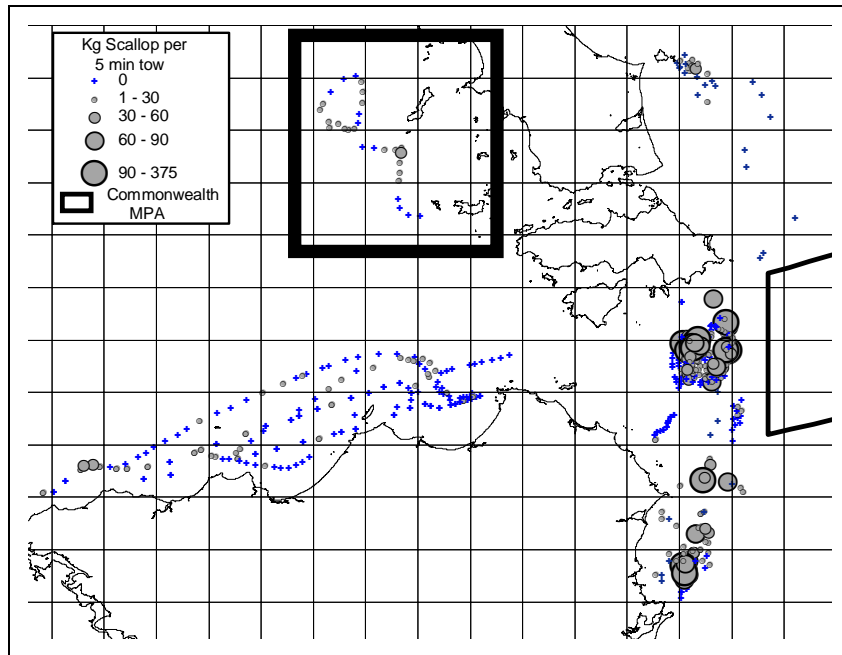 Kg Scallop per
5 min tow
0
1 - 30
30 - 60
60 - 90
90 - 375
Commonwealth
MPA